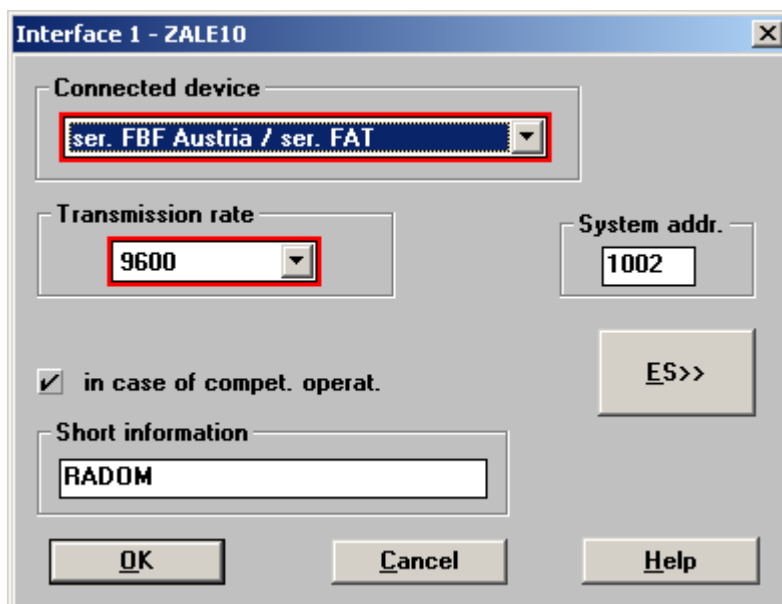 Interface 1 - ZALE10
Connected device
ser. FBF Austria / ser. FAT
Transmission rate
9600
System addr.
1002
in case of compet. operat.
ES>>
Short information
RADOM
OK
Cancel
Help